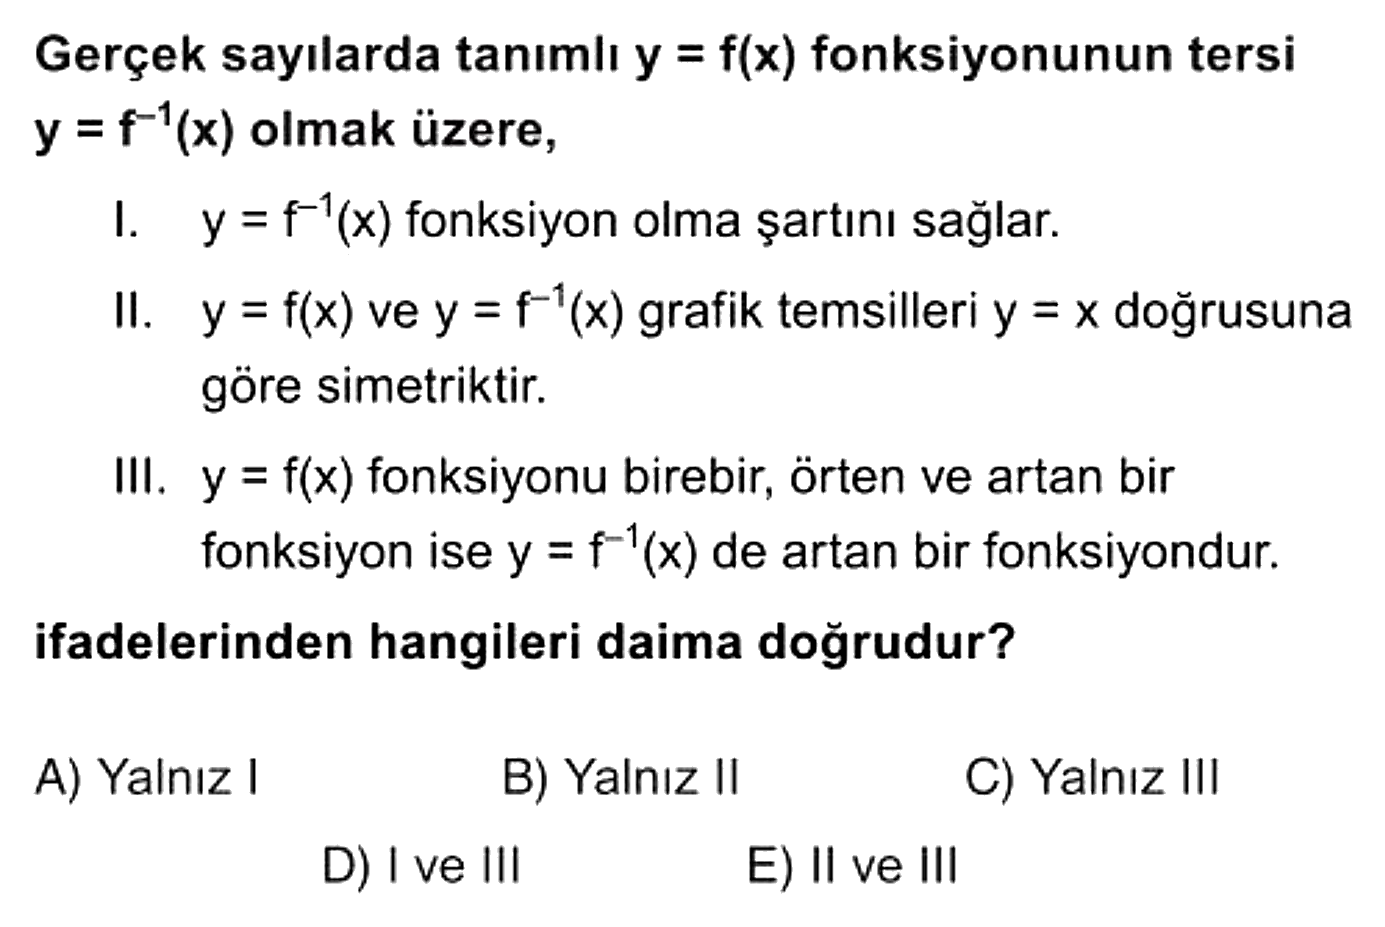 Gerçek sayılarda tanımlı y = f(x) fonksiyonunun tersi
y = f⁻¹(x) olmak üzere,
I. y = f⁻¹(x) fonksiyon olma şartını sağlar.
II. y = f(x) ve y = f⁻¹(x) grafik temsilleri y = x doğrusuna
göre simetriktir.
III. y = f(x) fonksiyonu birebir, örten ve artan bir
fonksiyon ise y = f⁻¹(x) de artan bir fonksiyondur.
ifadelerinden hangileri daima doğrudur?
A) Yalnız I B) Yalnız II C) Yalnız III
D) I ve III E) II ve III